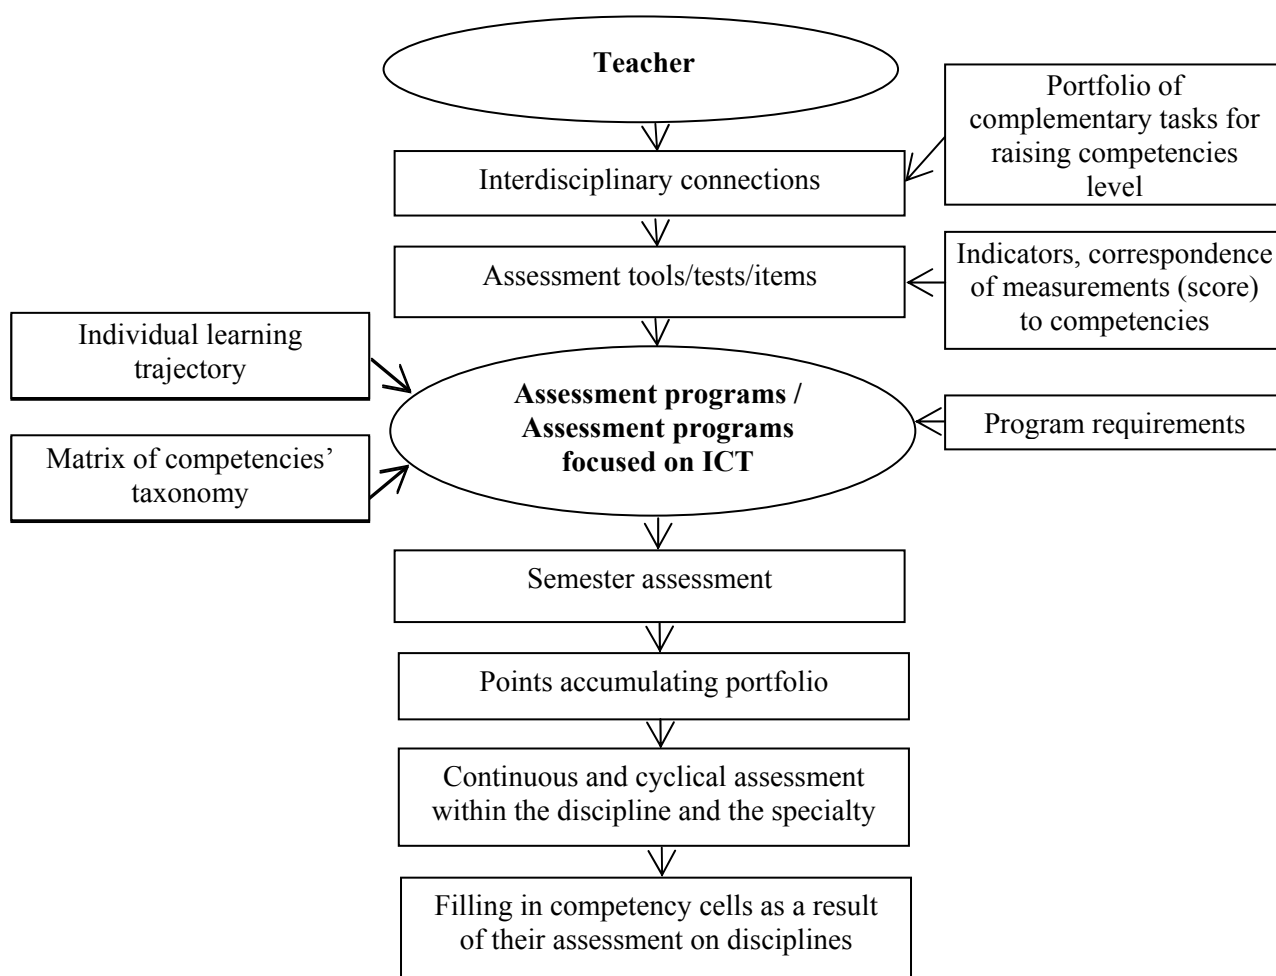 Teacher
Portfolio of
complementary tasks for
raising competencies
level
Interdisciplinary connections
Assessment tools/tests/items
Indicators, correspondence
of measurements (score)
to competencies
Individual learning
trajectory
Assessment programs /
Assessment programs
focused on ICT
Program requirements
Matrix of competencies’
taxonomy
Semester assessment
Points accumulating portfolio
Continuous and cyclical assessment
within the discipline and the specialty
Filling in competency cells as a result
of their assessment on disciplines